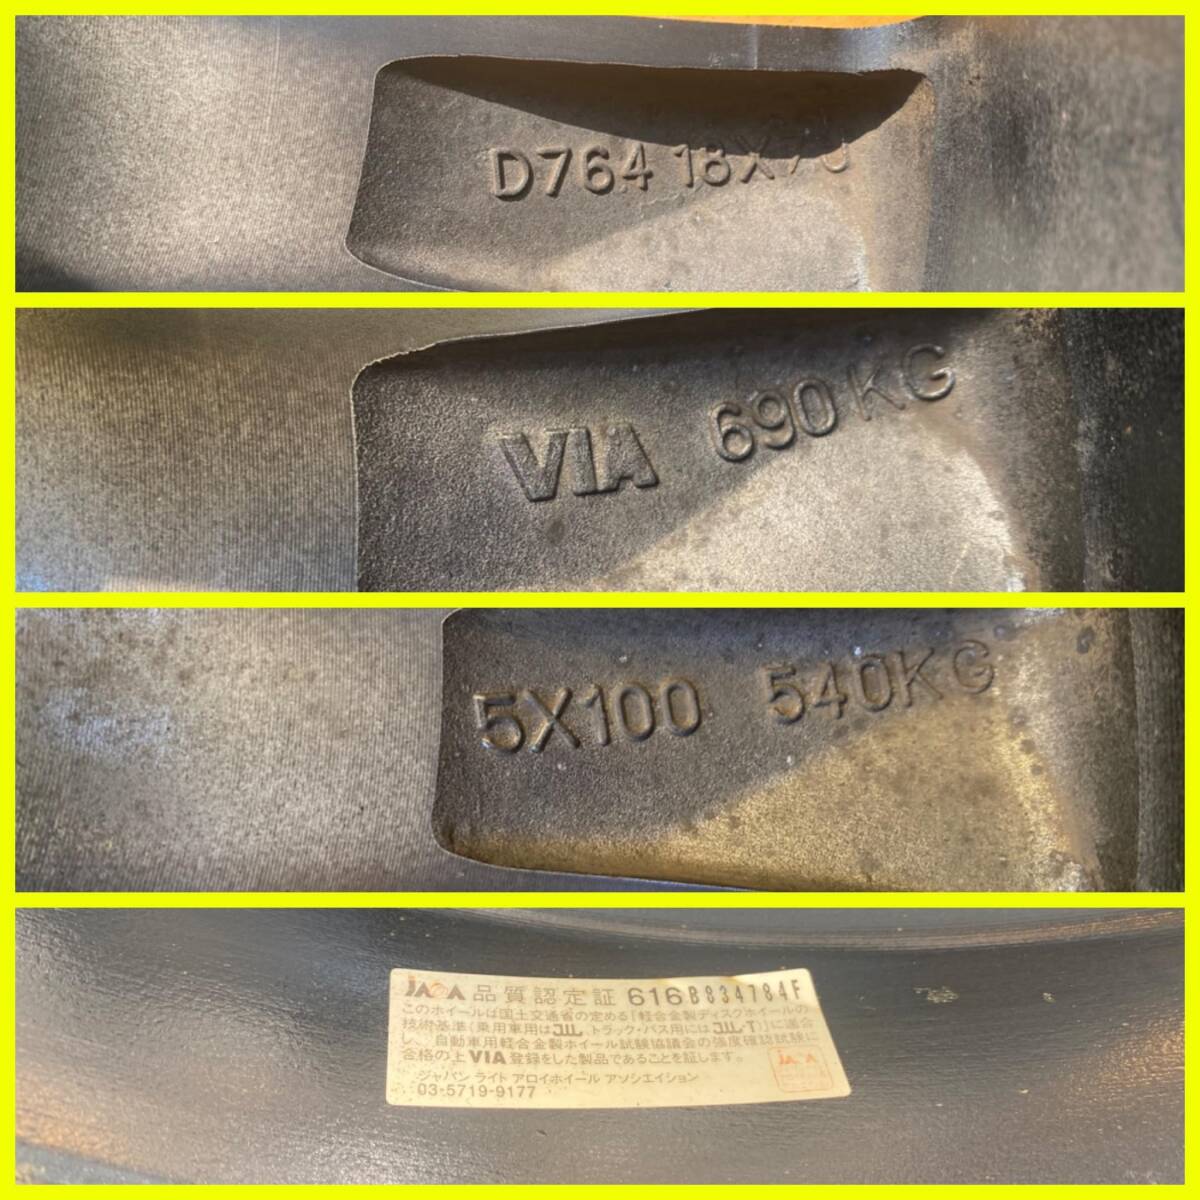 D764 18X7J
VIA 690KG
5X100 540KG
JAWA 品質認定証 616B834784F
このホイールは国土交通省の定める「軽合金製ディスクホイールの
技術基準（乗用車用はJWL、トラック・バス用にはJWL-T）」に適合
し、自動車用軽合金製ホイール試験協議会の強度確認試験に
合格の上VIA登録をした製品であることを証します。
JAWA
ジャパン ライト アロイホイール アソシエイション
03-5719-9177